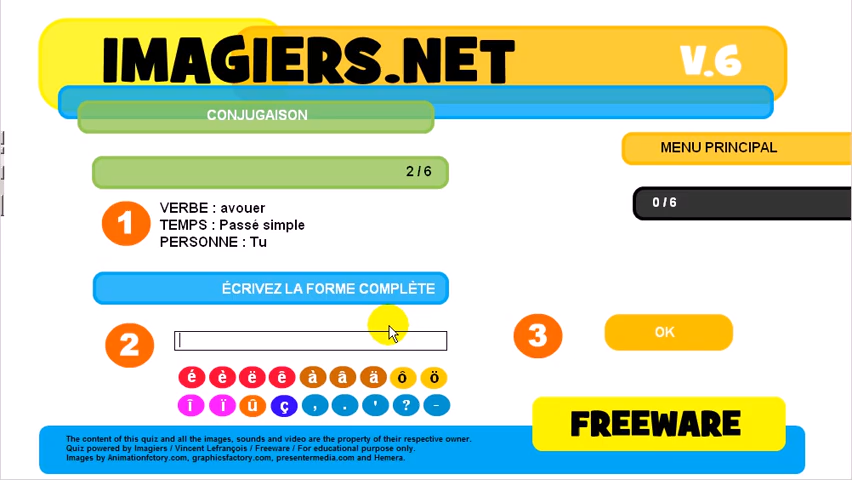 IMAGIERS.NET
V.6
CONJUGAISON
MENU PRINCIPAL
2 / 6
0 / 6
1
VERBE : avouer
TEMPS : Passé simple
PERSONNE : Tu
ÉCRIVEZ LA FORME COMPLÈTE
2
3
OK
é è ë ê à â ä ô ö
î ï û ç , . ' ? -
FREEWARE
The content of this quiz and all the images, sounds and video are the property of their respective owner.
Quiz powered by Imagiers / Vincent Lefrançois / Freeware / For educational purpose only.
Images by Animationfctory.com, graphicsfactory.com, presentermedia.com and Hemera.